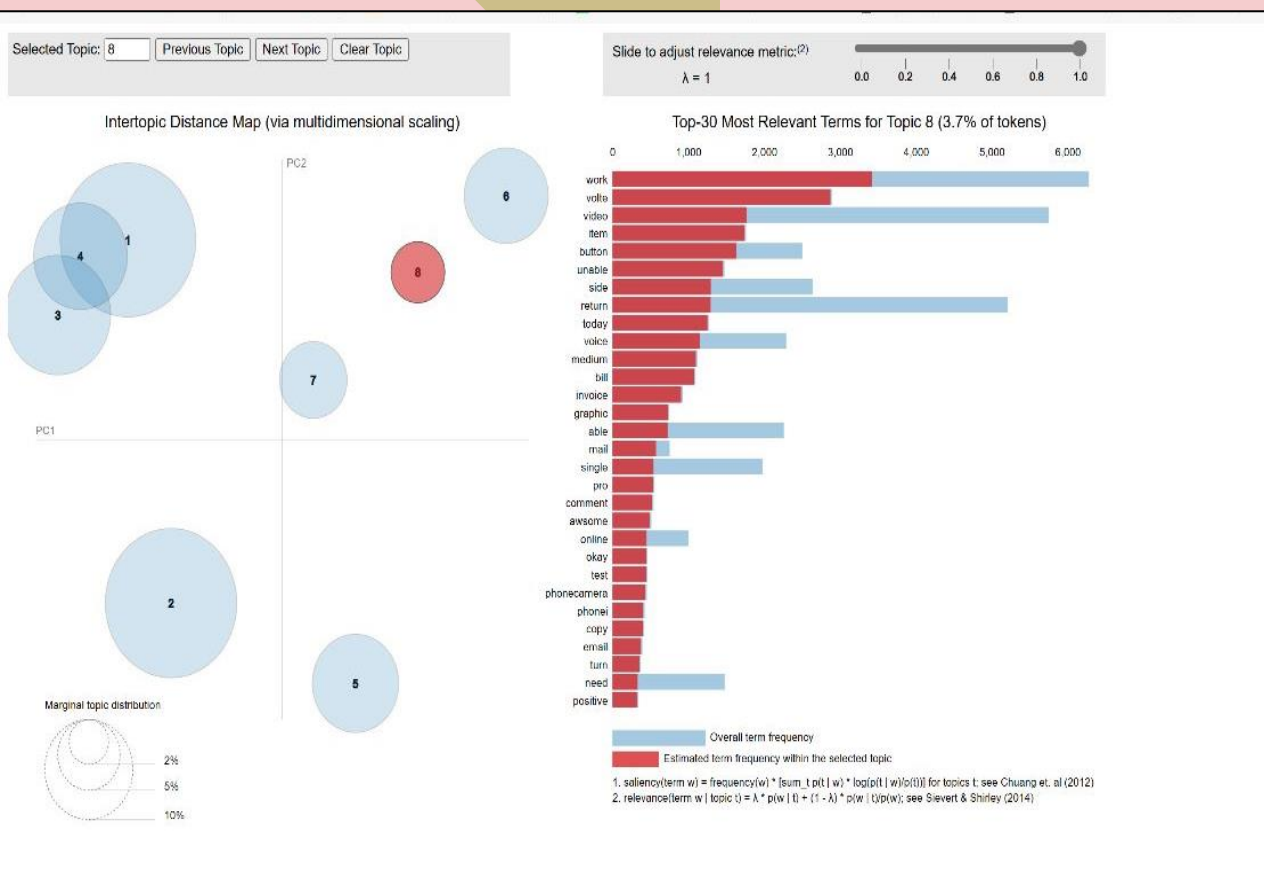 Selected Topic: 8 Previous Topic Next Topic Clear Topic
Slide to adjust relevance metric:(2)
λ = 1
0.0 0.2 0.4 0.6 0.8 1.0
Intertopic Distance Map (via multidimensional scaling)
PC2
6
1
8
4
3
7
PC1
2
5
Marginal topic distribution
2%
5%
10%
Top-30 Most Relevant Terms for Topic 8 (3.7% of tokens)
0 1,000 2,000 3,000 4,000 5,000 6,000
work
volte
video
item
button
unable
side
return
today
voice
medium
bill
invoice
graphic
able
mail
single
pro
comment
awsome
online
okay
test
phonecamera
phonei
copy
email
turn
need
positive
Overall term frequency
Estimated term frequency within the selected topic
1. saliency(term w) = frequency(w) * [sum_t p(t | w) * log(p(t | w)/p(t))] for topics t; see Chuang et. al (2012)
2. relevance(term w | topic t) = λ * p(w | t) + (1 - λ) * p(w | t)/p(w); see Sievert & Shirley (2014)